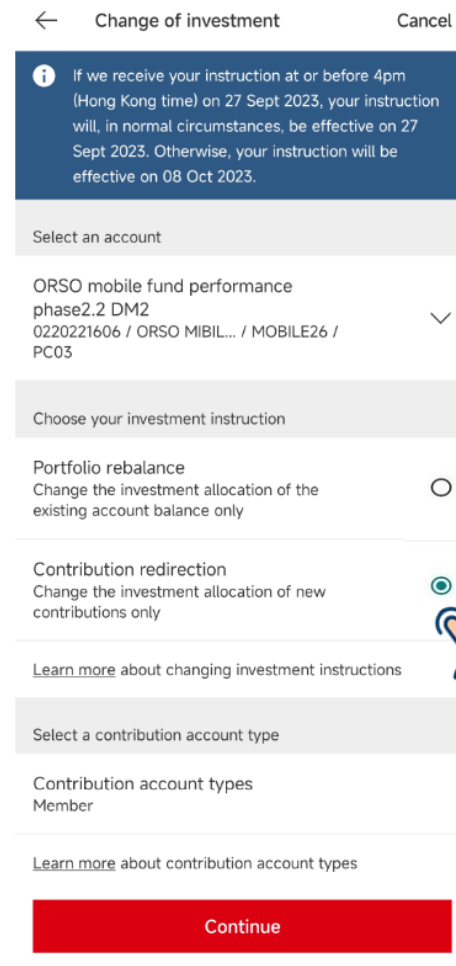 Change of investment Cancel
If we receive your instruction at or before 4pm
(Hong Kong time) on 27 Sept 2023, your instruction
will, in normal circumstances, be effective on 27
Sept 2023. Otherwise, your instruction will be
effective on 08 Oct 2023.
Select an account
ORSO mobile fund performance
phase2.2 DM2
0220221606 / ORSO MIBIL... / MOBILE26 /
PC03
Choose your investment instruction
Portfolio rebalance
Change the investment allocation of the
existing account balance only
Contribution redirection
Change the investment allocation of new
contributions only
Learn more about changing investment instructions
Select a contribution account type
Contribution account types
Member
Learn more about contribution account types
Continue